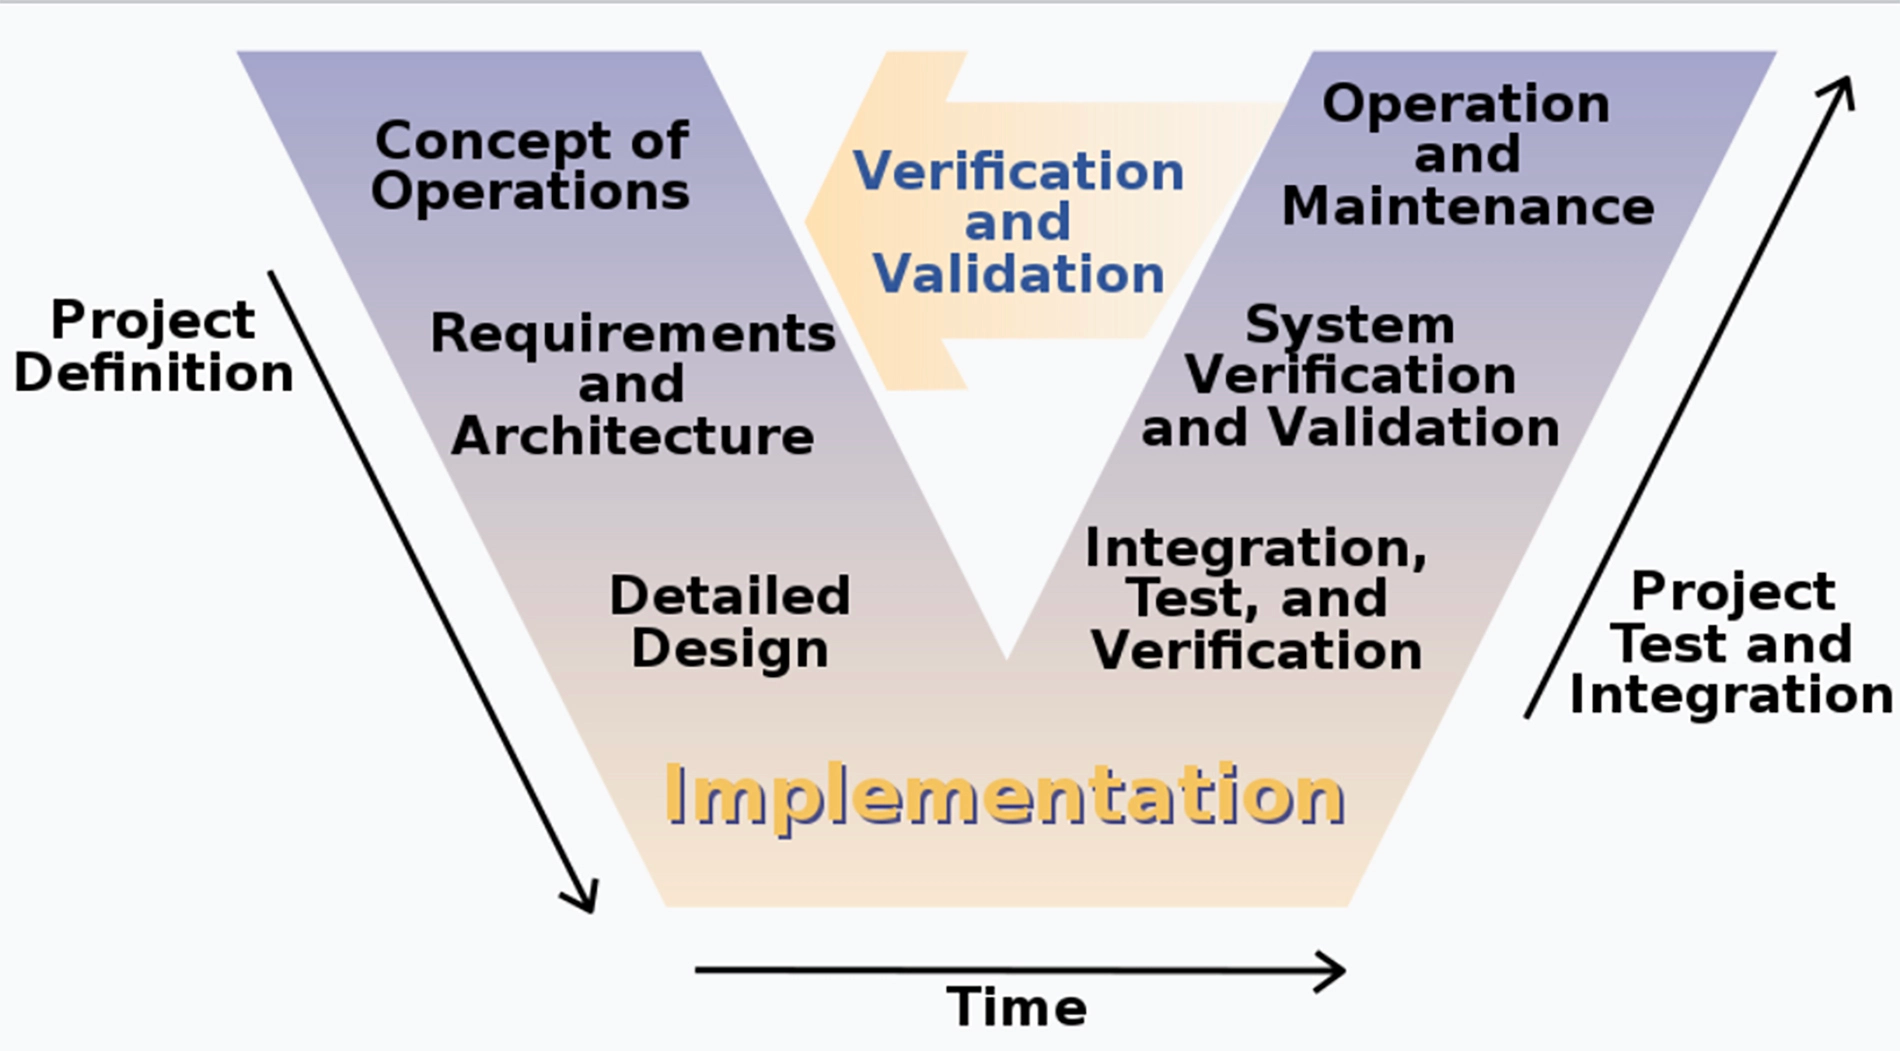 Concept of
Operations
Verification
and
Validation
Operation
and
Maintenance
Project
Definition
Requirements
and
Architecture
System
Verification
and Validation
Detailed
Design
Integration,
Test, and
Verification
Project
Test and
Integration
Implementation
Time